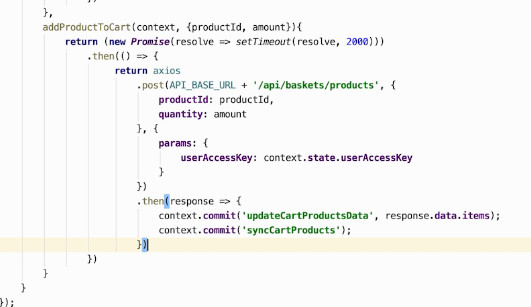 },
addProductToCart(context, {productId, amount}){
return (new Promise(resolve => setTimeout(resolve, 2000)))
.then(() => {
return axios
.post(API_BASE_URL + '/api/baskets/products', {
productId: productId,
quantity: amount
}, {
params: {
userAccessKey: context.state.userAccessKey
}
})
.then(response => {
context.commit('updateCartProductsData', response.data.items);
context.commit('syncCartProducts');
})
})
}
}
});